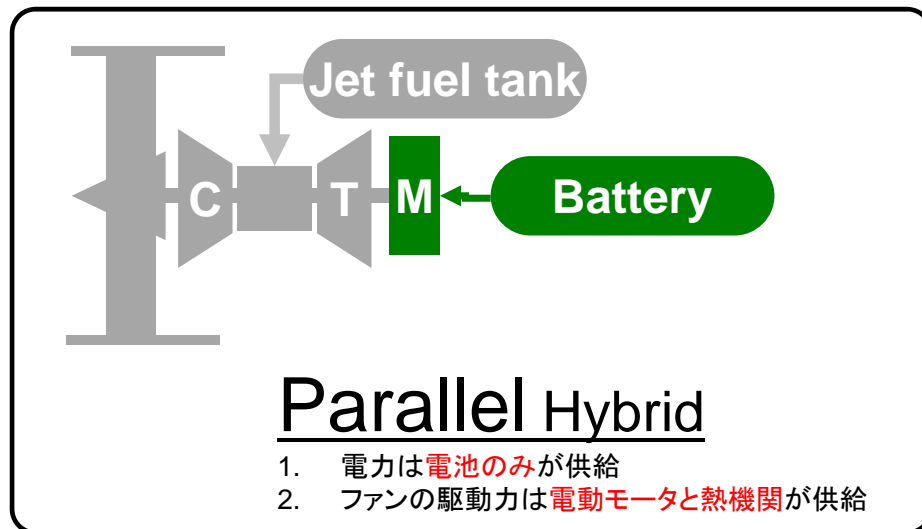 Jet fuel tank
C
T
M
Battery
Parallel Hybrid
1. 電力は電池のみが供給
2. ファンの駆動力は電動モータと熱機関が供給